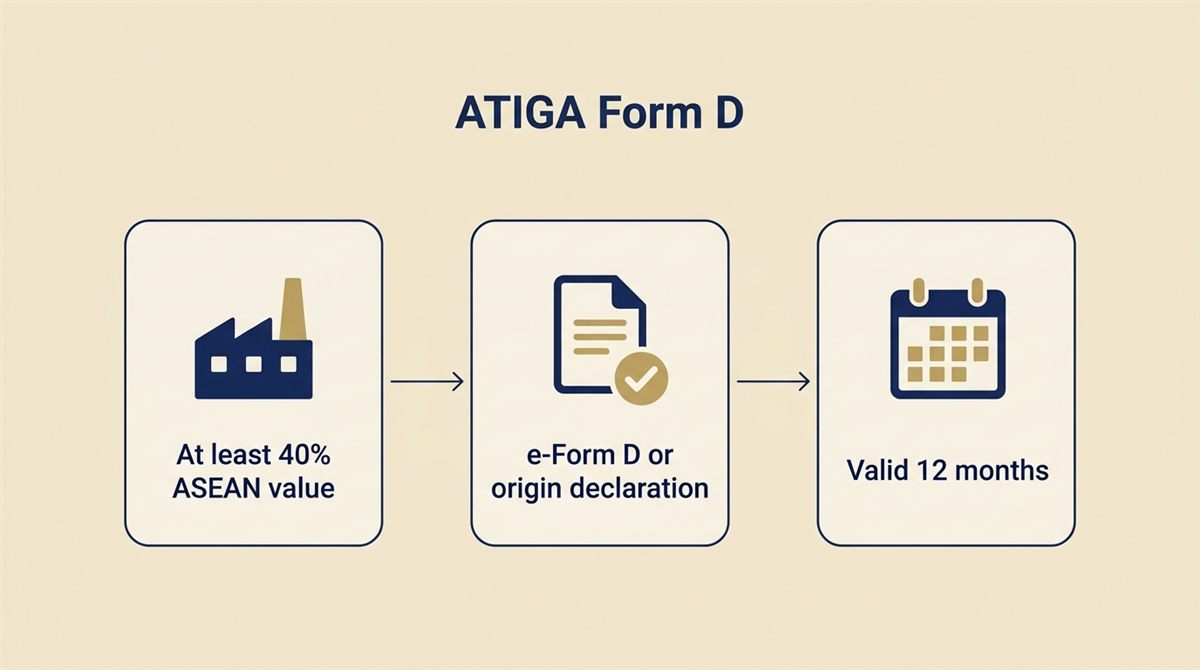 ATIGA Form D
At least 40%
ASEAN value
e-Form D or
origin declaration
Valid 12 months